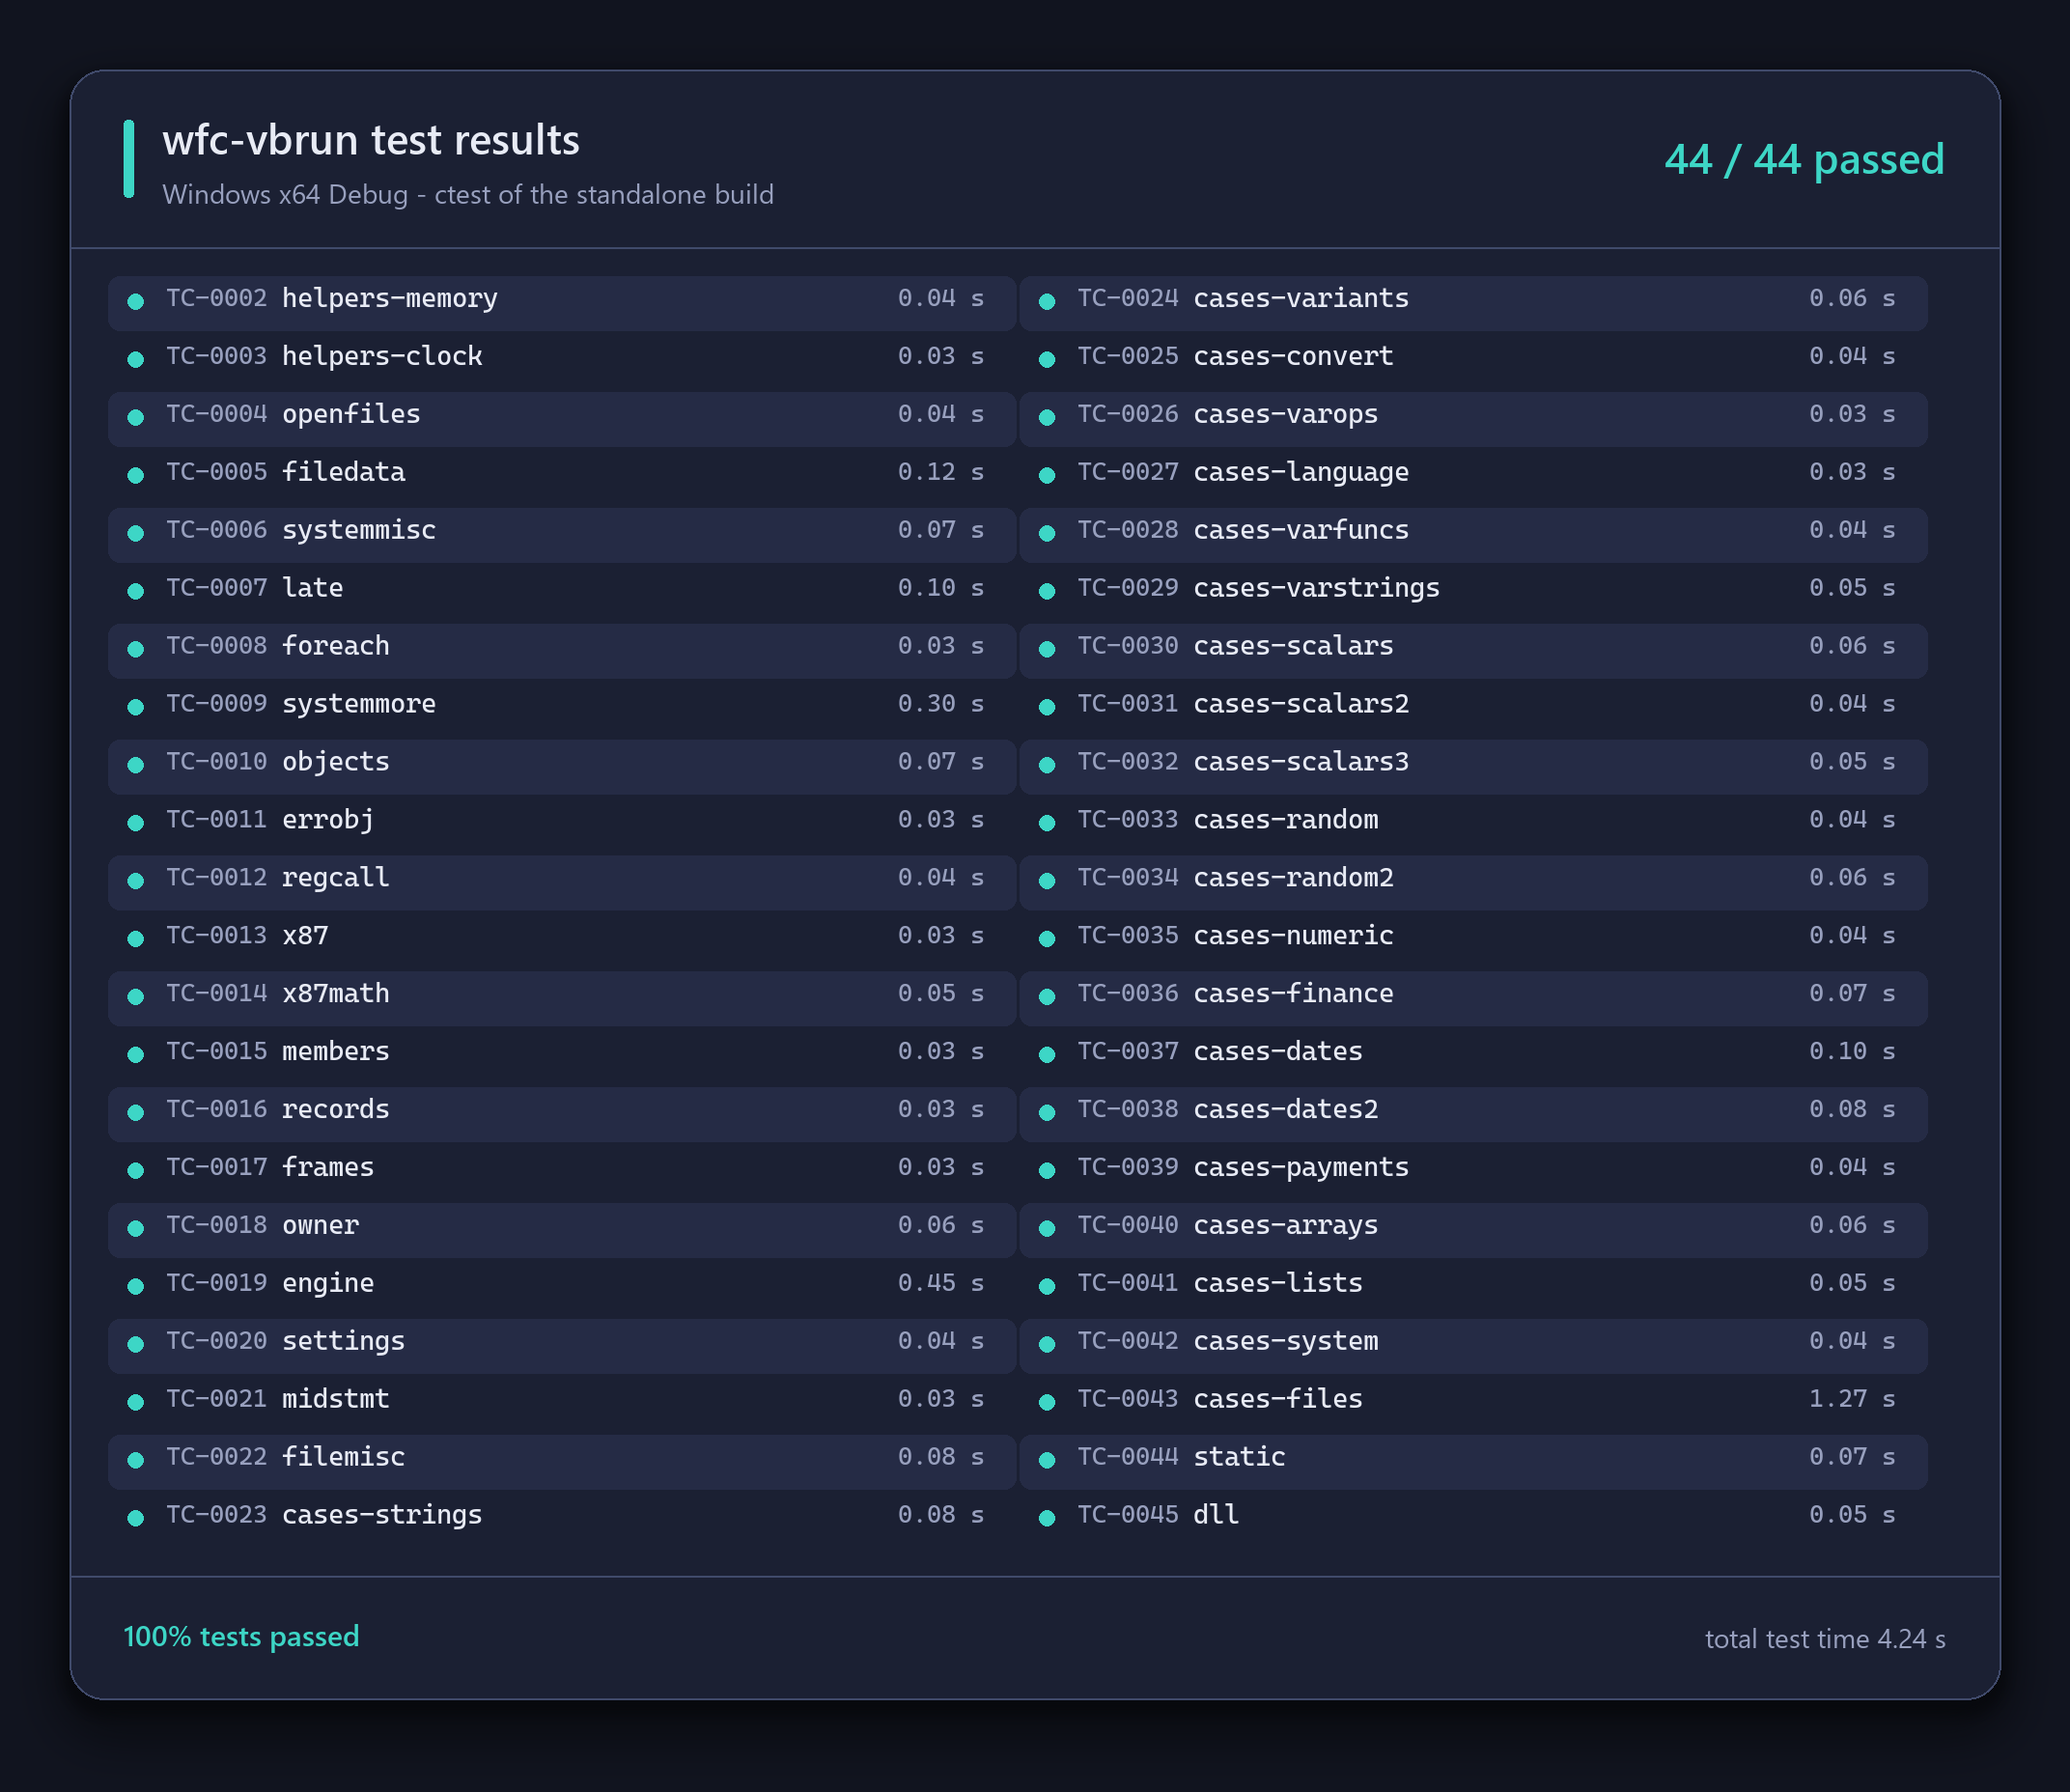 wfc-vbrun test results
Windows x64 Debug - ctest of the standalone build
44 / 44 passed
TC-0002 helpers-memory 0.04 s
TC-0003 helpers-clock 0.03 s
TC-0004 openfiles 0.04 s
TC-0005 filedata 0.12 s
TC-0006 systemmisc 0.07 s
TC-0007 late 0.10 s
TC-0008 foreach 0.03 s
TC-0009 systemmore 0.30 s
TC-0010 objects 0.07 s
TC-0011 errobj 0.03 s
TC-0012 regcall 0.04 s
TC-0013 x87 0.03 s
TC-0014 x87math 0.05 s
TC-0015 members 0.03 s
TC-0016 records 0.03 s
TC-0017 frames 0.03 s
TC-0018 owner 0.06 s
TC-0019 engine 0.45 s
TC-0020 settings 0.04 s
TC-0021 midstmt 0.03 s
TC-0022 filemisc 0.08 s
TC-0023 cases-strings 0.08 s
TC-0024 cases-variants 0.06 s
TC-0025 cases-convert 0.04 s
TC-0026 cases-varops 0.03 s
TC-0027 cases-language 0.03 s
TC-0028 cases-varfuncs 0.04 s
TC-0029 cases-varstrings 0.05 s
TC-0030 cases-scalars 0.06 s
TC-0031 cases-scalars2 0.04 s
TC-0032 cases-scalars3 0.05 s
TC-0033 cases-random 0.04 s
TC-0034 cases-random2 0.06 s
TC-0035 cases-numeric 0.04 s
TC-0036 cases-finance 0.07 s
TC-0037 cases-dates 0.10 s
TC-0038 cases-dates2 0.08 s
TC-0039 cases-payments 0.04 s
TC-0040 cases-arrays 0.06 s
TC-0041 cases-lists 0.05 s
TC-0042 cases-system 0.04 s
TC-0043 cases-files 1.27 s
TC-0044 static 0.07 s
TC-0045 dll 0.05 s
100% tests passed
total test time 4.24 s